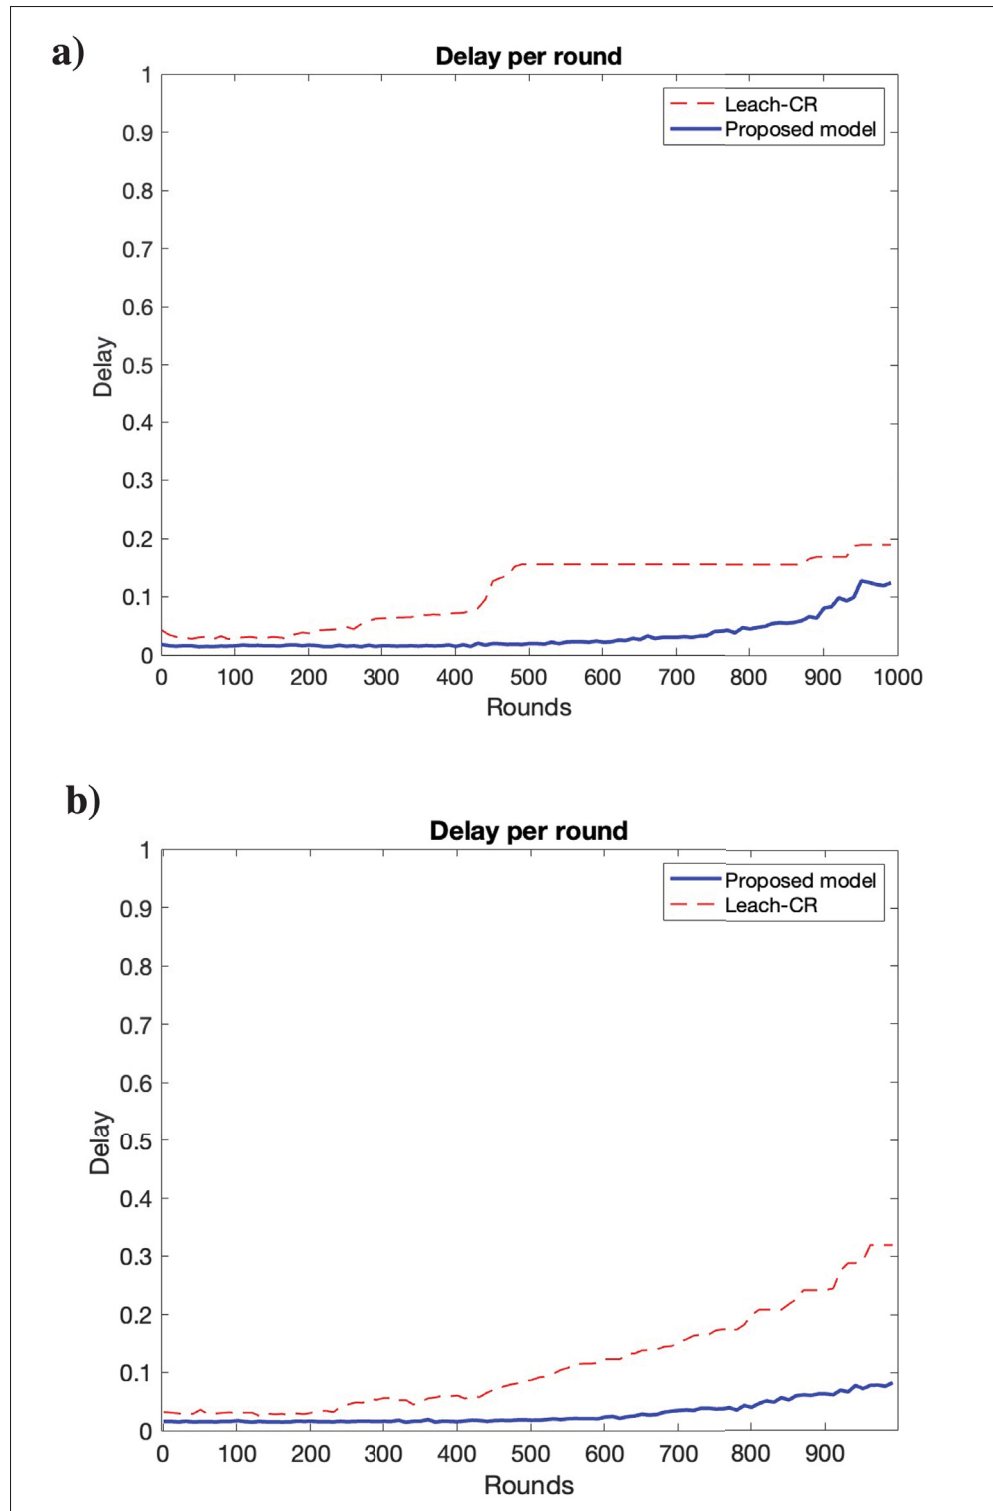 a)
Delay per round
1
0.9
0.8
0.7
0.6
0.5
0.4
0.3
0.2
0.1
0
Delay
Leach-CR
Proposed model
0 100 200 300 400 500 600 700 800 900 1000
Rounds
b)
Delay per round
1
0.9
0.8
0.7
0.6
0.5
0.4
0.3
0.2
0.1
0
Delay
Proposed model
Leach-CR
0 100 200 300 400 500 600 700 800 900
Rounds